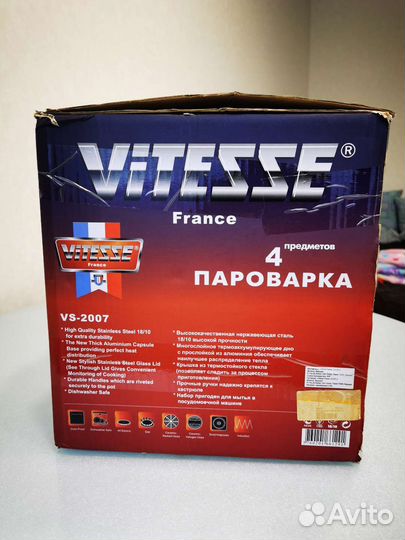 ViTESSE®
France
4 предметов
ПАРОВАРКА
ViTESSE
France
VS-2007
• High Quality Stainless Steel 18/10
for extra durability
• The New Thick Aluminium Capsule
Base providing perfect heat
distribution
• New Stylish Stainless Steel Glass Lid
(See Through Lid Gives Convenient
Monitoring of Cooking)
• Durable Handles which are riveted
securely to the pot
• Dishwasher Safe
• Высококачественная нержавеющая сталь
18/10 высокой прочности
• Многослойное термоаккумулирующее дно
с прослойкой из алюминия обеспечивает
наилучшее распределение тепла
• Крышка из термостойкого стекла
позволяет следить за процессом
приготовления)
• Прочные ручки надежно крепятся к
кастрюле
• Набор пригоден для мытья в
посудомоечной машине
Avito